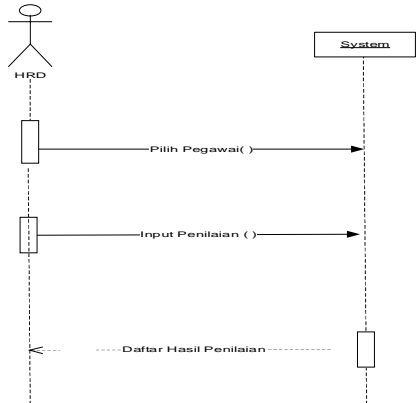 System
HRD
Pilih Pegawai( )
Input Penilaian ( )
Daftar Hasil Penilaian